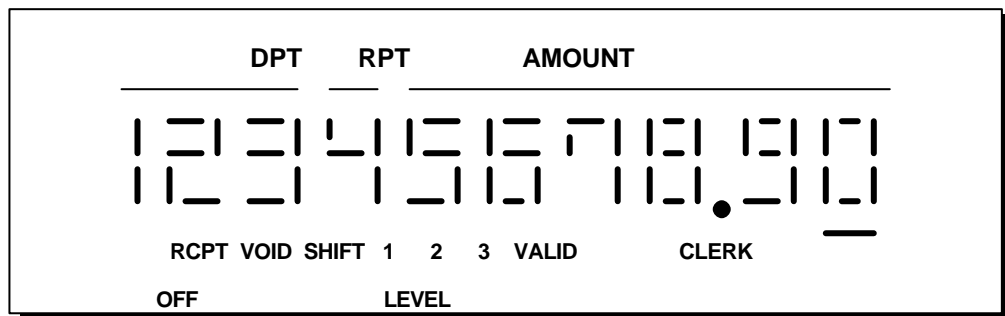 DPT RPT AMOUNT
12345678.90
RCPT VOID SHIFT 1 2 3 VALID CLERK
OFF LEVEL